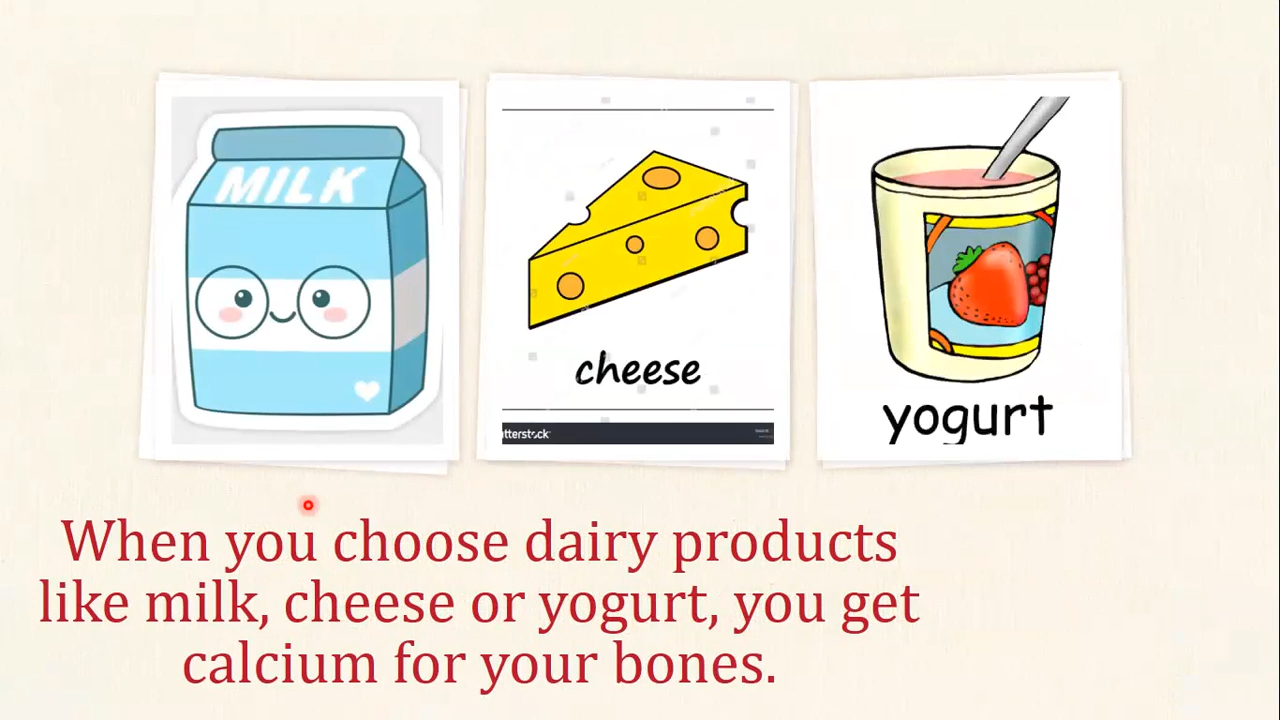 MILK
cheese
utterstock
yogurt
When you choose dairy products
like milk, cheese or yogurt, you get
calcium for your bones.